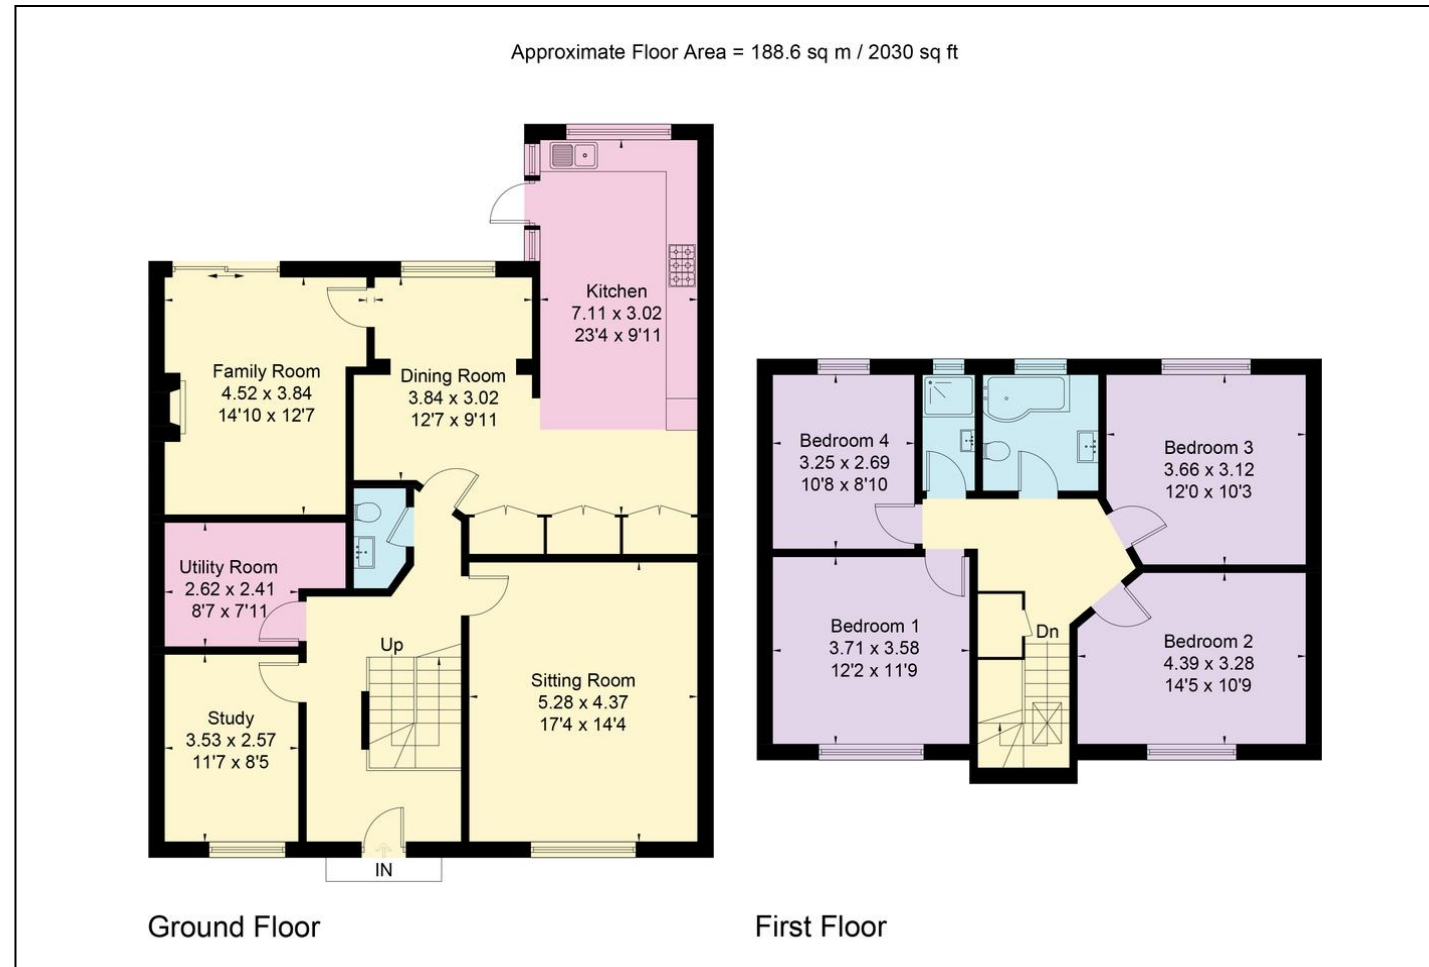 Approximate Floor Area = 188.6 sq m / 2030 sq ft
Kitchen
7.11 x 3.02
23'4 x 9'11
Family Room
4.52 x 3.84
14'10 x 12'7
Dining Room
3.84 x 3.02
12'7 x 9'11
Utility Room
2.62 x 2.41
8'7 x 7'11
Up
Sitting Room
5.28 x 4.37
17'4 x 14'4
Study
3.53 x 2.57
11'7 x 8'5
IN
Ground Floor
Bedroom 4
3.25 x 2.69
10'8 x 8'10
Bedroom 3
3.66 x 3.12
12'0 x 10'3
Bedroom 1
3.71 x 3.58
12'2 x 11'9
Dn
Bedroom 2
4.39 x 3.28
14'5 x 10'9
First Floor